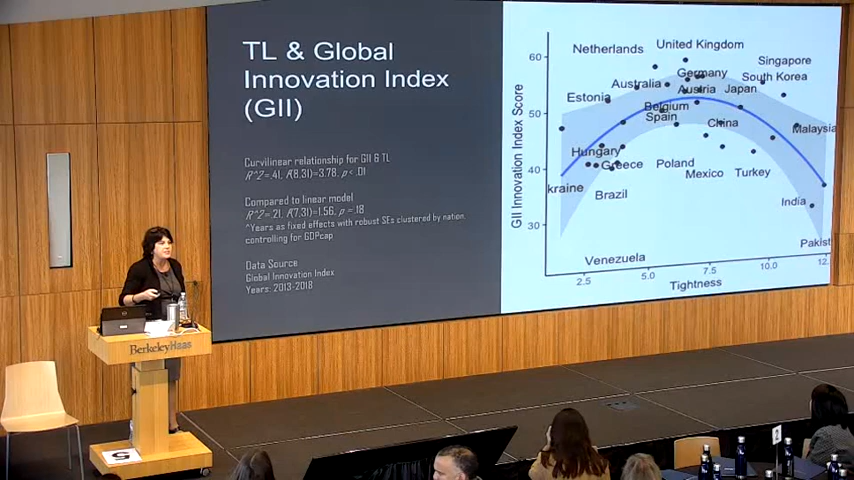 TL & Global
Innovation Index
(GII)
Curvilinear relationship for GII & TL
R^2=.41, F(8,31)=3.78, p < .01
Compared to linear model
R^2=.21, F(7,31)=1.56, p = .18
^Years as fixed effects with robust SEs clustered by nation,
controlling for GDPcap
Data Source
Global Innovation Index
Years: 2013-2018
GII Innovation Index Score
60
50
40
30
Netherlands
United Kingdom
Singapore
Germany
South Korea
Australia
Austria
Japan
Estonia
Belgium
Spain
China
Malaysia
Hungary
Greece
Poland
Mexico
Turkey
kraine
Brazil
India
Venezuela
Pakist
2.5
5.0
7.5
10.0
12.
Tightness
BerkeleyHaas
5
1